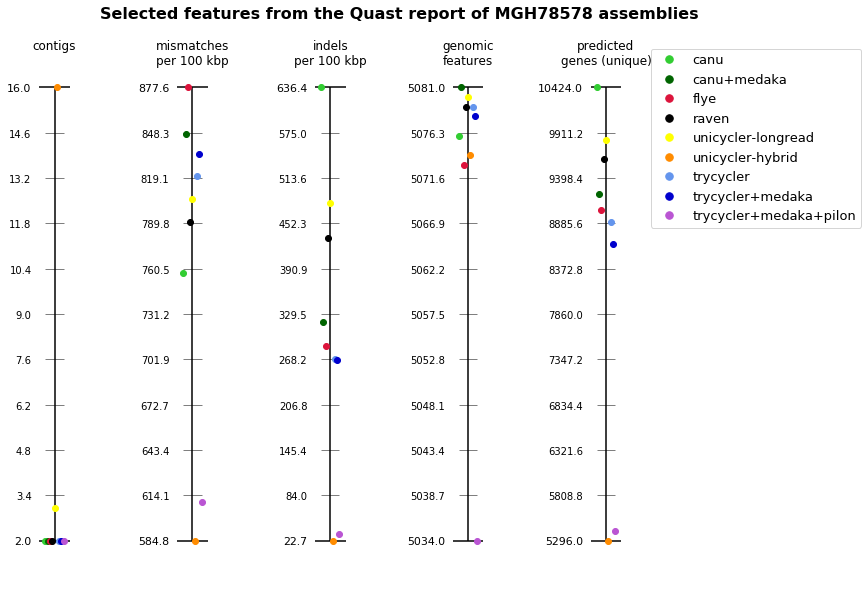 Selected features from the Quast report of MGH78578 assemblies
contigs
16.0
14.6
13.2
11.8
10.4
9.0
7.6
6.2
4.8
3.4
2.0
mismatches
per 100 kbp
877.6
848.3
819.1
789.8
760.5
731.2
701.9
672.7
643.4
614.1
584.8
indels
per 100 kbp
636.4
575.0
513.6
452.3
390.9
329.5
268.2
206.8
145.4
84.0
22.7
genomic
features
5081.0
5076.3
5071.6
5066.9
5062.2
5057.5
5052.8
5048.1
5043.4
5038.7
5034.0
predicted
genes (unique)
10424.0
9911.2
9398.4
8885.6
8372.8
7860.0
7347.2
6834.4
6321.6
5808.8
5296.0
canu
canu+medaka
flye
raven
unicycler-longread
unicycler-hybrid
trycycler
trycycler+medaka
trycycler+medaka+pilon